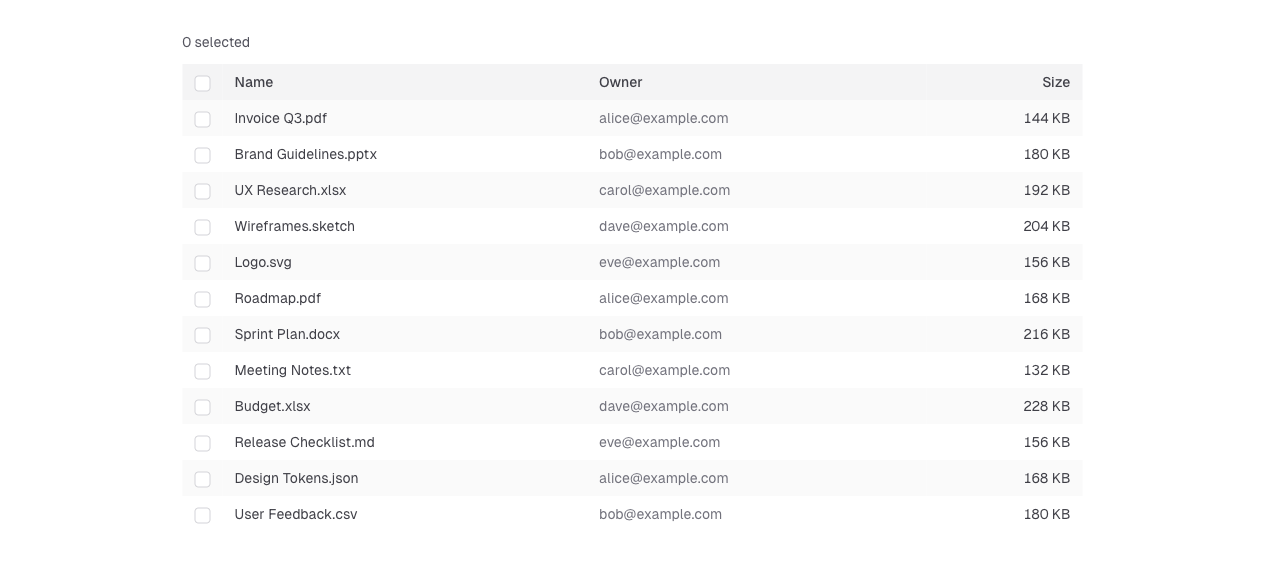 0 selected
Name Owner Size
Invoice Q3.pdf alice@example.com 144 KB
Brand Guidelines.pptx bob@example.com 180 KB
UX Research.xlsx carol@example.com 192 KB
Wireframes.sketch dave@example.com 204 KB
Logo.svg eve@example.com 156 KB
Roadmap.pdf alice@example.com 168 KB
Sprint Plan.docx bob@example.com 216 KB
Meeting Notes.txt carol@example.com 132 KB
Budget.xlsx dave@example.com 228 KB
Release Checklist.md eve@example.com 156 KB
Design Tokens.json alice@example.com 168 KB
User Feedback.csv bob@example.com 180 KB